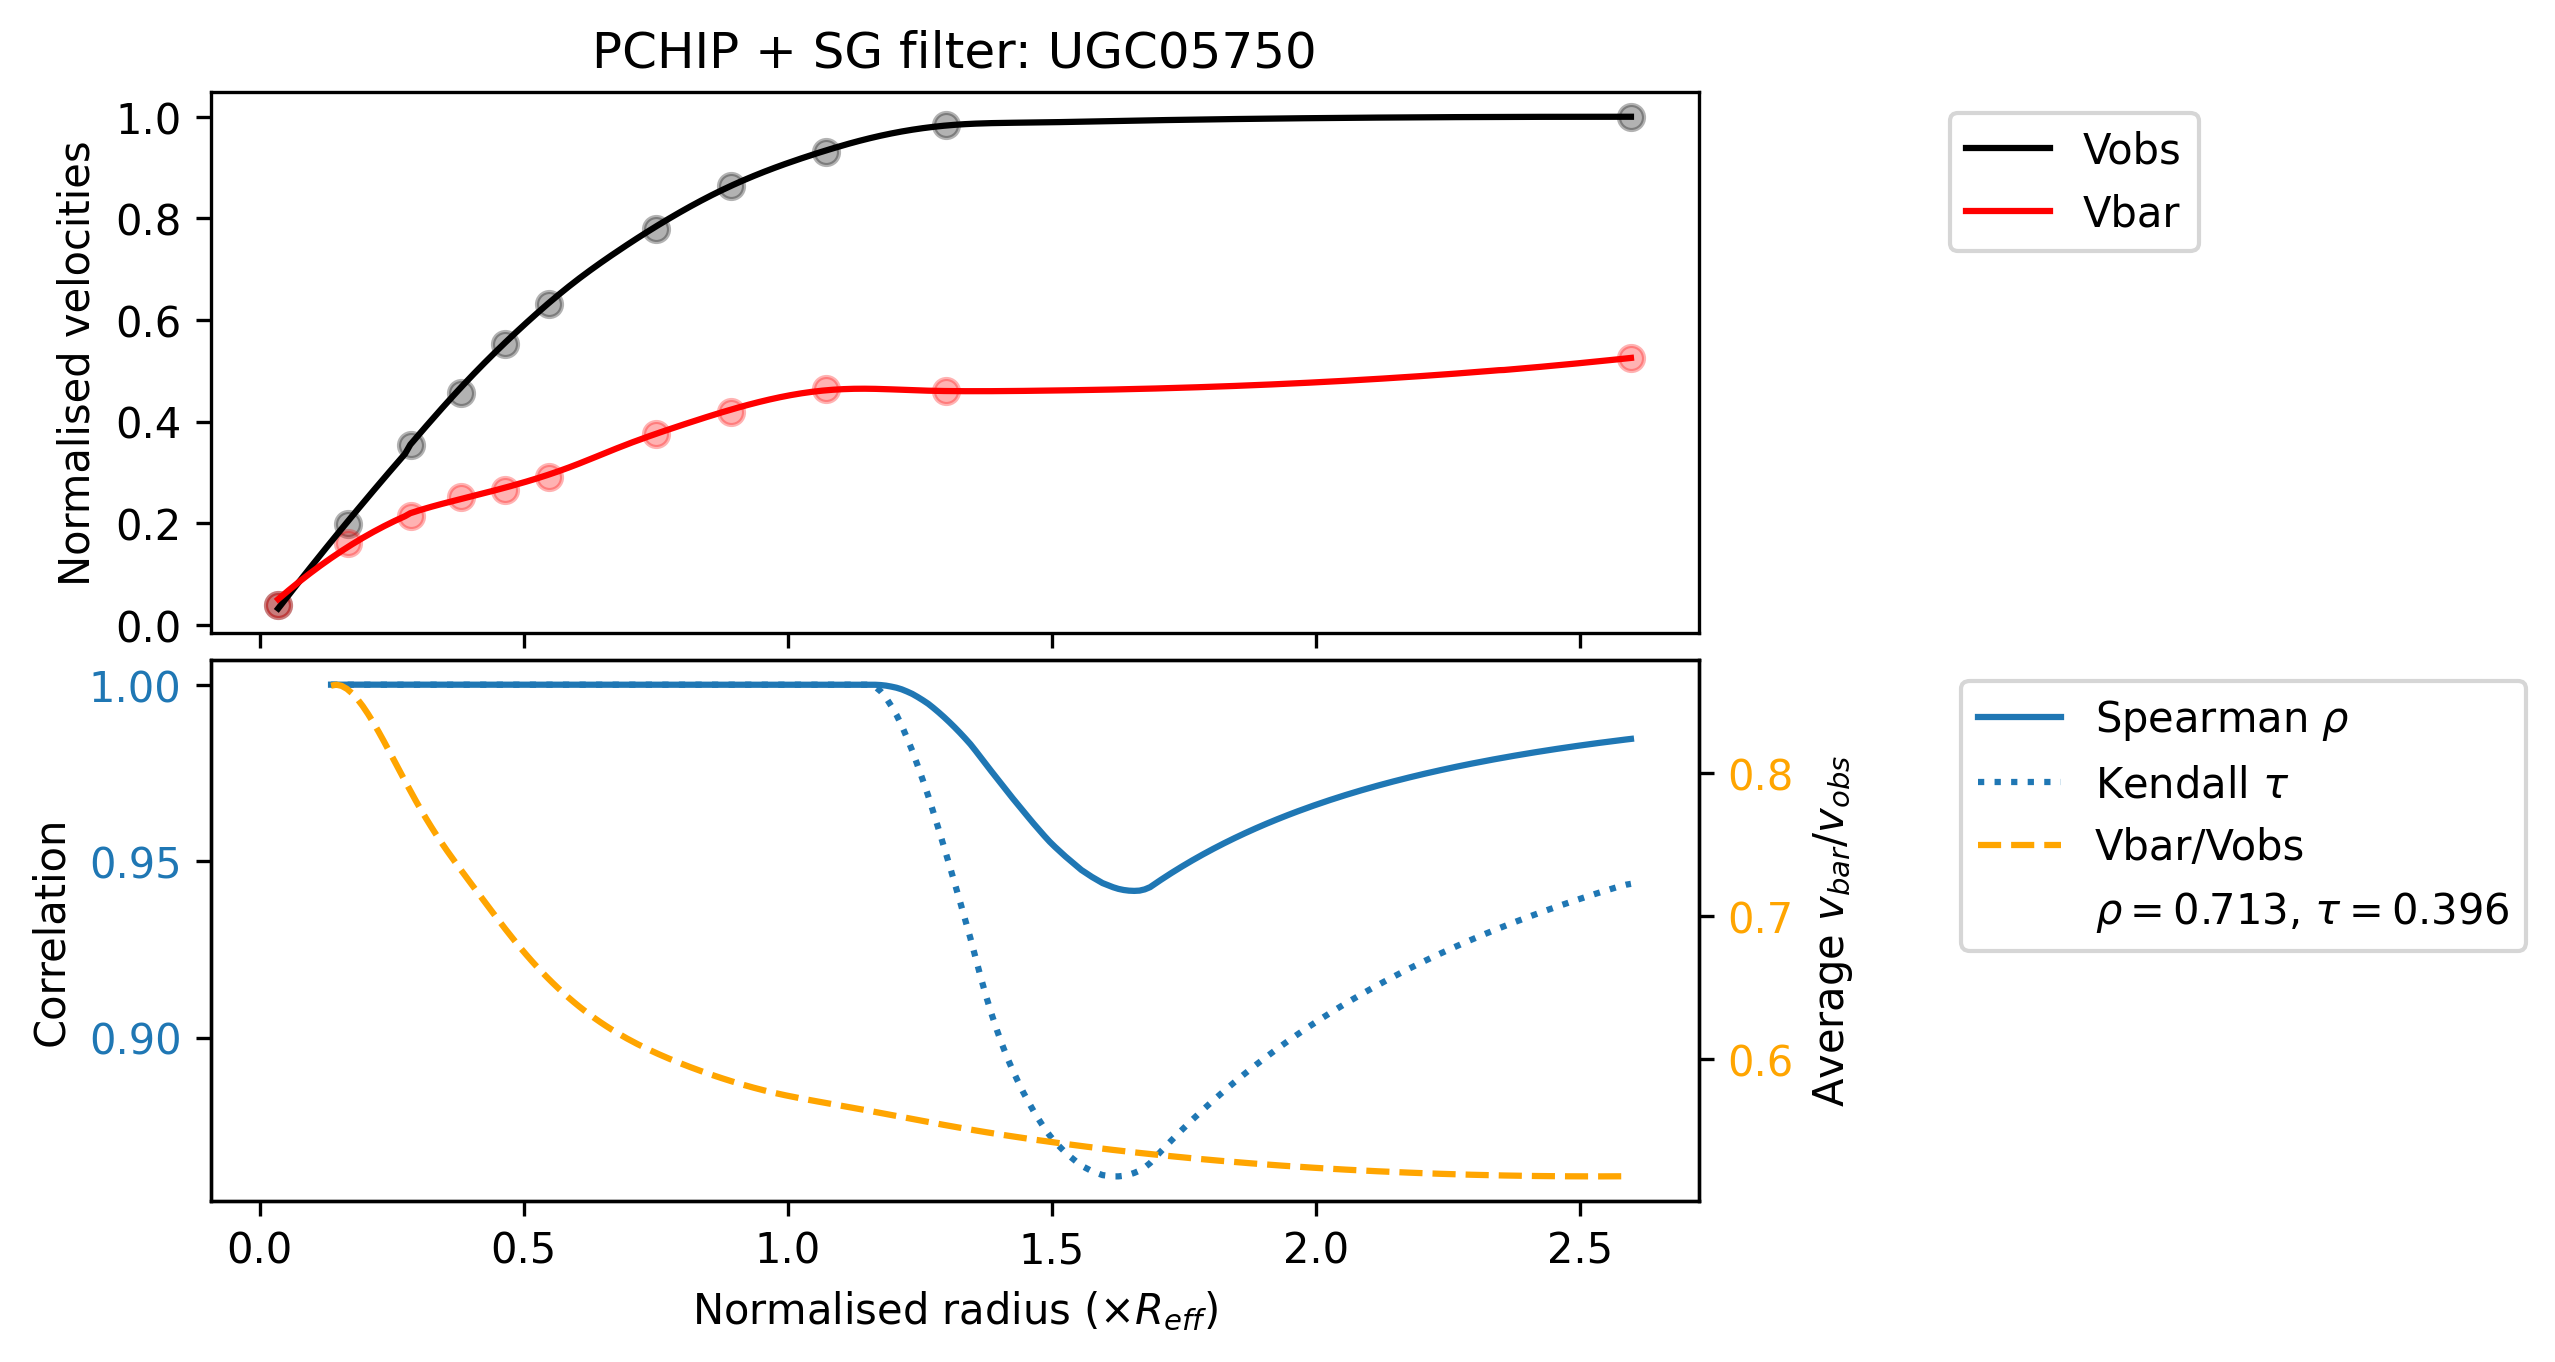 PCHIP + SG filter: UGC05750
Normalised velocities
1.0
0.8
0.6
0.4
0.2
0.0
Vobs
Vbar
Correlation
1.00
0.95
0.90
0.8
0.7
0.6
Average v_bar/v_obs
Spearman ρ
Kendall τ
Vbar/Vobs
ρ = 0.713, τ = 0.396
0.0 0.5 1.0 1.5 2.0 2.5
Normalised radius (×R_eff)